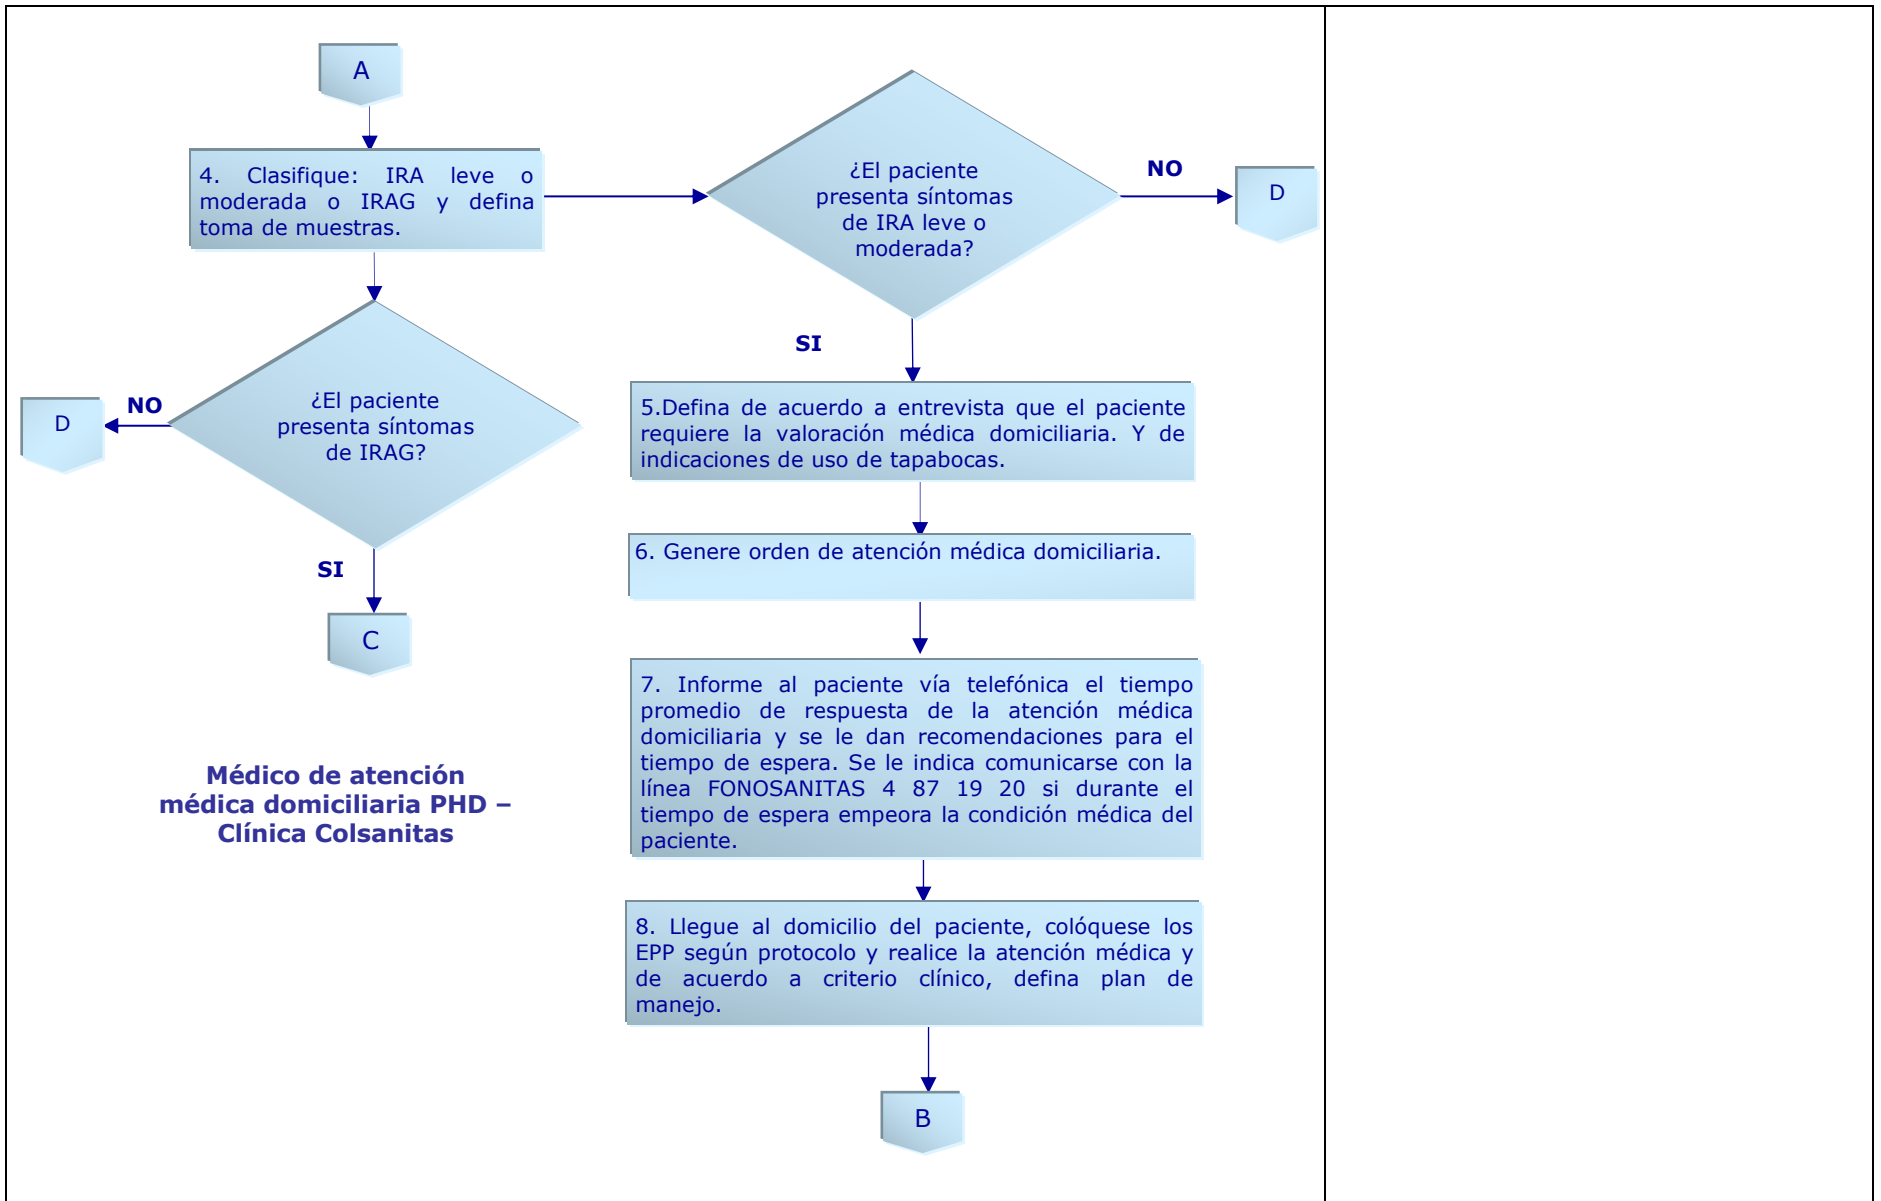 A
4. Clasifique: IRA leve o
moderada o IRAG y defina
toma de muestras.
¿El paciente
presenta síntomas
de IRA leve o
moderada?
NO
D
SI
¿El paciente
presenta síntomas
de IRAG?
NO
D
SI
C
5.Defina de acuerdo a entrevista que el paciente
requiere la valoración médica domiciliaria. Y de
indicaciones de uso de tapabocas.
6. Genere orden de atención médica domiciliaria.
7. Informe al paciente vía telefónica el tiempo
promedio de respuesta de la atención médica
domiciliaria y se le dan recomendaciones para el
tiempo de espera. Se le indica comunicarse con la
línea FONOSANITAS 4 87 19 20 si durante el
tiempo de espera empeora la condición médica del
paciente.
Médico de atención
médica domiciliaria PHD –
Clínica Colsanitas
8. Llegue al domicilio del paciente, colóquese los
EPP según protocolo y realice la atención médica y
de acuerdo a criterio clínico, defina plan de
manejo.
B